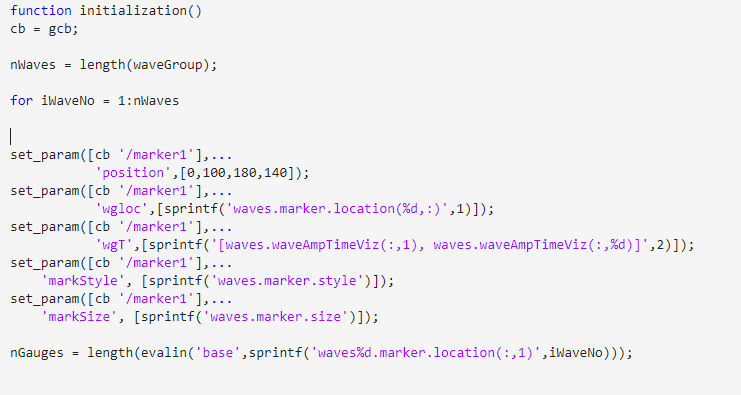 function initialization()
cb = gcb;
nWaves = length(waveGroup);
for iWaveNo = 1:nWaves
set_param([cb '/marker1'],...
'position',[0,100,180,140]);
set_param([cb '/marker1'],...
'wgloc',[sprintf('waves.marker.location(%d,:)',1)]);
set_param([cb '/marker1'],...
'wgT',[sprintf('[waves.waveAmpTimeViz(:,1), waves.waveAmpTimeViz(:,%d)]',2)]);
set_param([cb '/marker1'],...
'markStyle', [sprintf('waves.marker.style')]);
set_param([cb '/marker1'],...
'markSize', [sprintf('waves.marker.size')]);
nGauges = length(evalin('base',sprintf('waves%d.marker.location(:,1)',iWaveNo)));